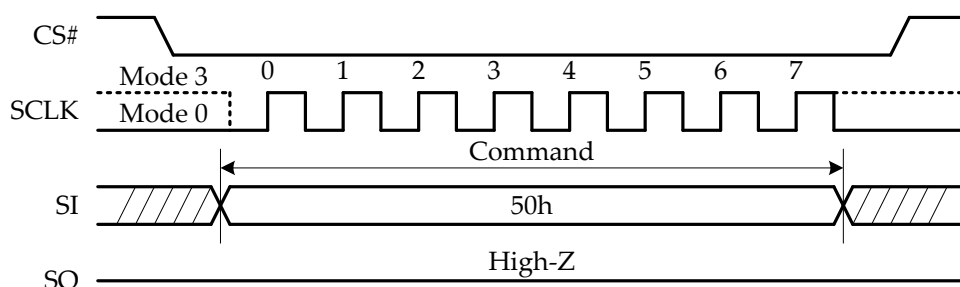 CS#
Mode 3
0 1 2 3 4 5 6 7
SCLK
Mode 0
Command
SI
50h
High-Z
SO